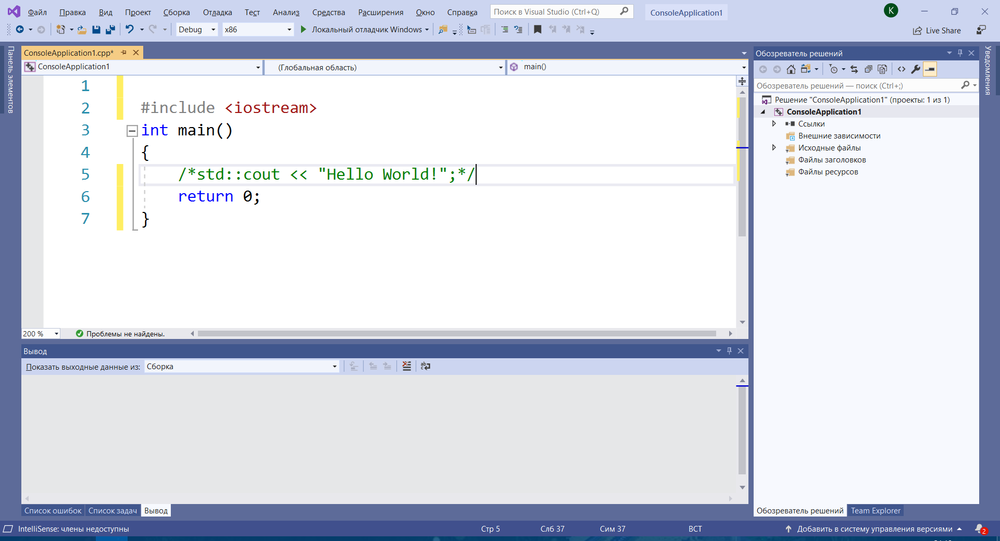 Файл Правка Вид Проект Сборка Отладка Тест Анализ Средства Расширения Окно Справка Поиск в Visual Studio (Ctrl+Q) ConsoleApplication1 K
Debug x86 Локальный отладчик Windows Live Share
Панель элементов
ConsoleApplication1.cpp*
ConsoleApplication1 (Глобальная область) main()
1
2 #include <iostream>
3 int main()
4 {
5 /*std::cout << "Hello World!";*/
6 return 0;
7 }
200 % Проблемы не найдены.
Вывод
Показать выходные данные из: Сборка
Список ошибок Список задач Вывод
Обозреватель решений
Обозреватель решений — поиск (Ctrl+;)
Решение "ConsoleApplication1" (проекты: 1 из 1)
ConsoleApplication1
Ссылки
Внешние зависимости
Исходные файлы
Файлы заголовков
Файлы ресурсов
Обозреватель решений Team Explorer
Уведомления
IntelliSense: члены недоступны Стр 5 Слб 37 Сим 37 ВСТ Добавить в систему управления версиями 2